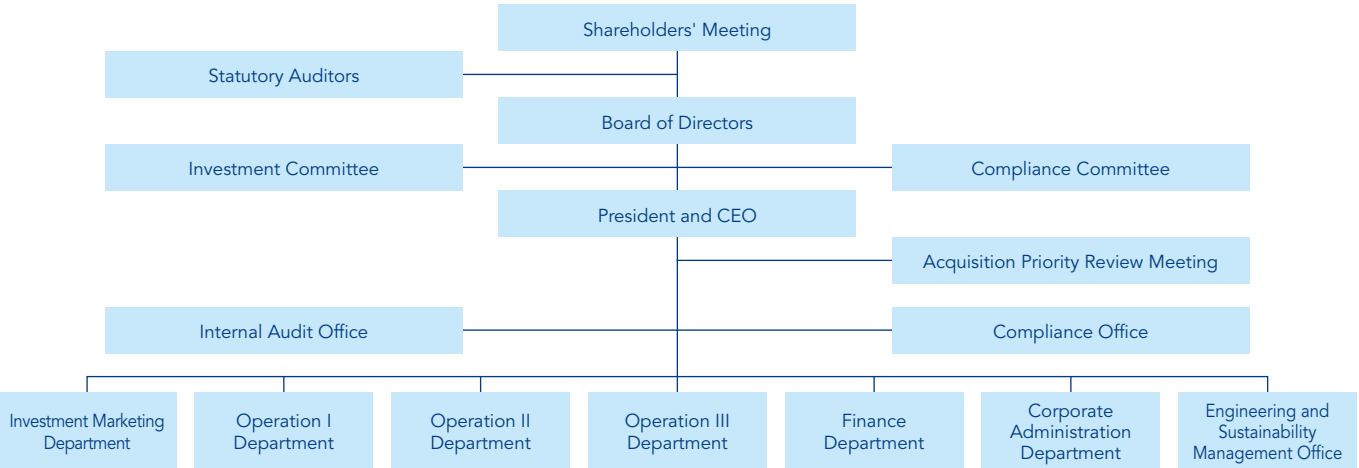 Shareholders' Meeting
Statutory Auditors
Board of Directors
Investment Committee
Compliance Committee
President and CEO
Acquisition Priority Review Meeting
Internal Audit Office
Compliance Office
Investment Marketing
Department
Operation I
Department
Operation II
Department
Operation III
Department
Finance
Department
Corporate
Administration
Department
Engineering and
Sustainability
Management Office